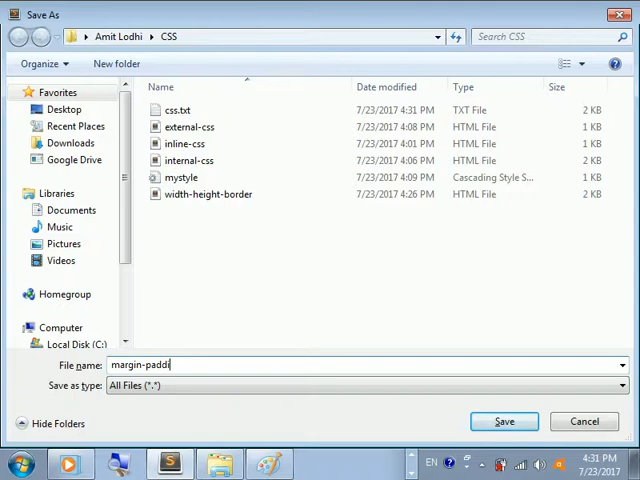 Save As
Amit Lodhi ▸ CSS
Search CSS
Organize
New folder
Name Date modified Type Size
Favorites
Desktop
Recent Places
Downloads
Google Drive
Libraries
Documents
Music
Pictures
Videos
Homegroup
Computer
Local Disk (C:)
css.txt 7/23/2017 4:31 PM TXT File 2 KB
external-css 7/23/2017 4:08 PM HTML File 1 KB
inline-css 7/23/2017 4:01 PM HTML File 1 KB
internal-css 7/23/2017 4:06 PM HTML File 2 KB
mystyle 7/23/2017 4:09 PM Cascading Style S... 1 KB
width-height-border 7/23/2017 4:26 PM HTML File 2 KB
File name: margin-paddi
Save as type: All Files (*.*)
Hide Folders
Save
Cancel
EN
4:31 PM
7/23/2017